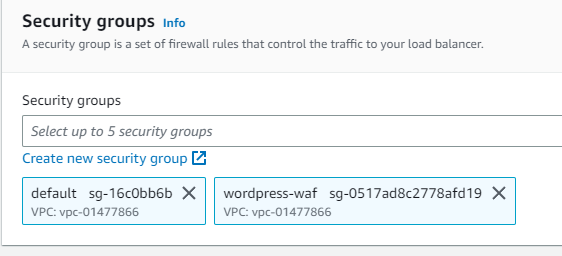 Security groups Info
A security group is a set of firewall rules that control the traffic to your load balancer.
Security groups
Select up to 5 security groups
Create new security group
default sg-16c0bb6b
VPC: vpc-01477866
wordpress-waf sg-0517ad8c2778afd19
VPC: vpc-01477866